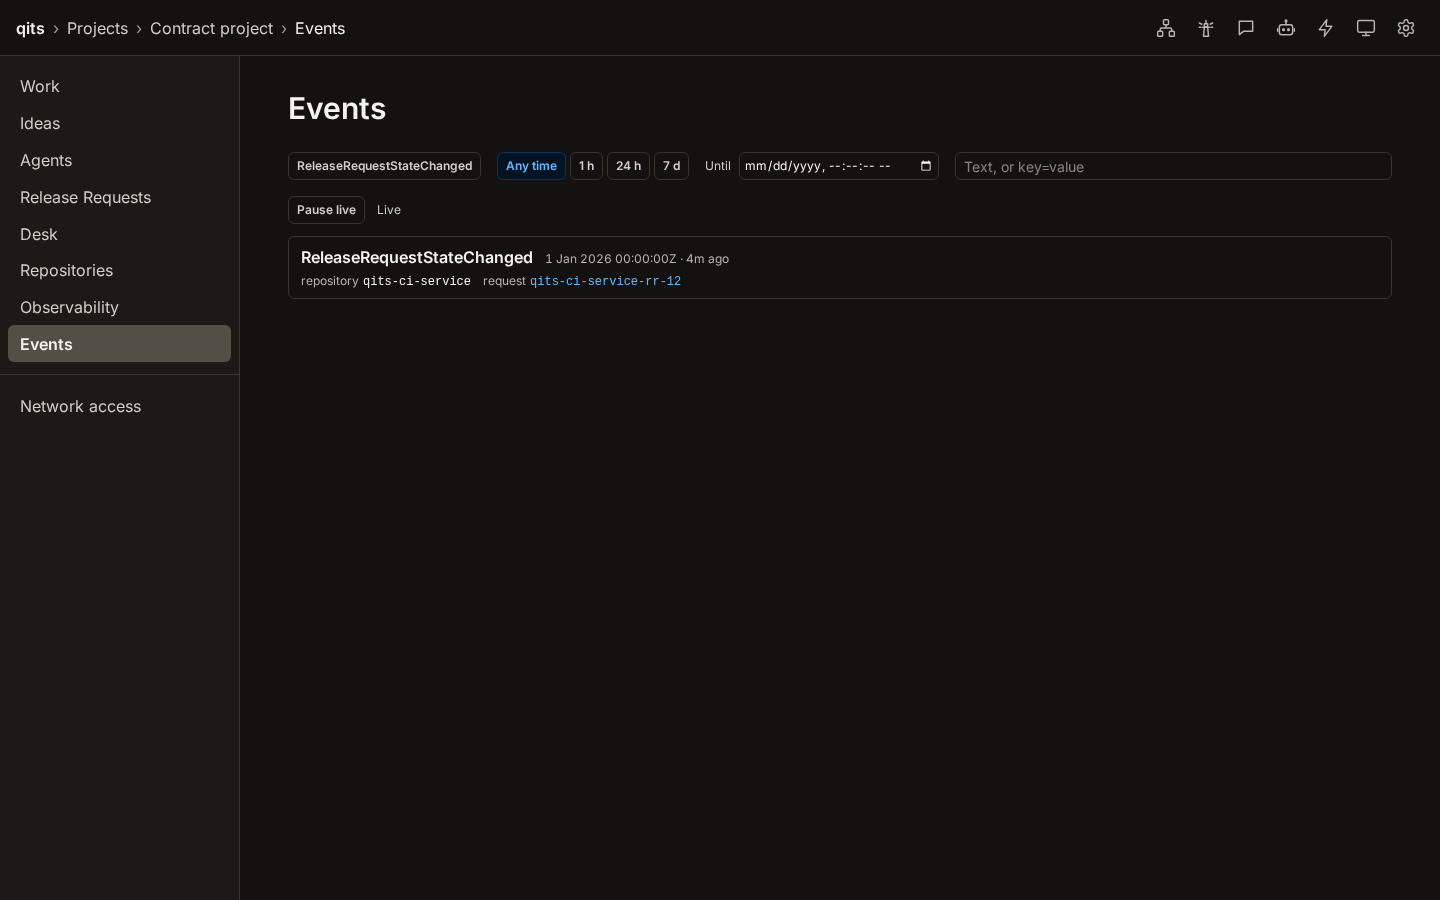 qits › Projects › Contract project › Events
Work
Ideas
Agents
Release Requests
Desk
Repositories
Observability
Events
Network access
Events
ReleaseRequestStateChanged Any time 1 h 24 h 7 d Until mm/dd/yyyy, --:--:-- -- Text, or key=value
Pause live Live
ReleaseRequestStateChanged 1 Jan 2026 00:00:00Z · 4m ago
repository qits-ci-service request qits-ci-service-rr-12